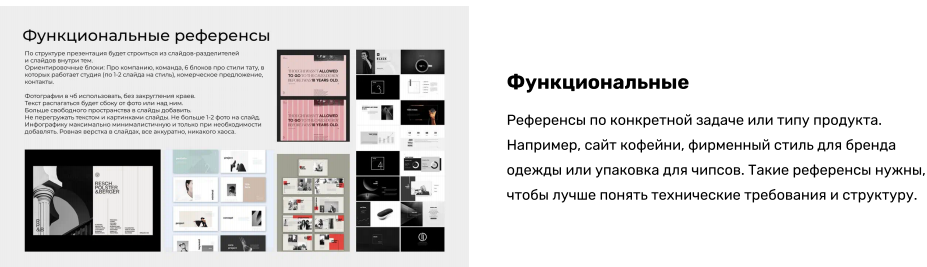 Функциональные референсы
По структуре презентация будет строиться из слайдов-разделителей
и слайдов внутри тем.
Ориентировочные блоки: Про компанию, команда, 6 блоков про стили тату, в
которых работает студия (по 1-2 слайда на стиль), комерческое предложение,
контакты.
Фотографии в чб использовать, без закругления краев.
Текст распагаться будет сбоку от фото или над ним.
Больше свободного пространства в слайды добавить.
Не перегружать текстом и картинками слайды. Не больше 1-2 фото на слайд.
Инфографику максимально минималистичную и только при необходимости
добавлять. Ровная верстка в слайдах, все аккуратно, никакого хаоса.
RESCH
POLSTER
&BERGER
Функциональные
Референсы по конкретной задаче или типу продукта.
Например, сайт кофейни, фирменный стиль для бренда
одежды или упаковка для чипсов. Такие референсы нужны,
чтобы лучше понять технические требования и структуру.